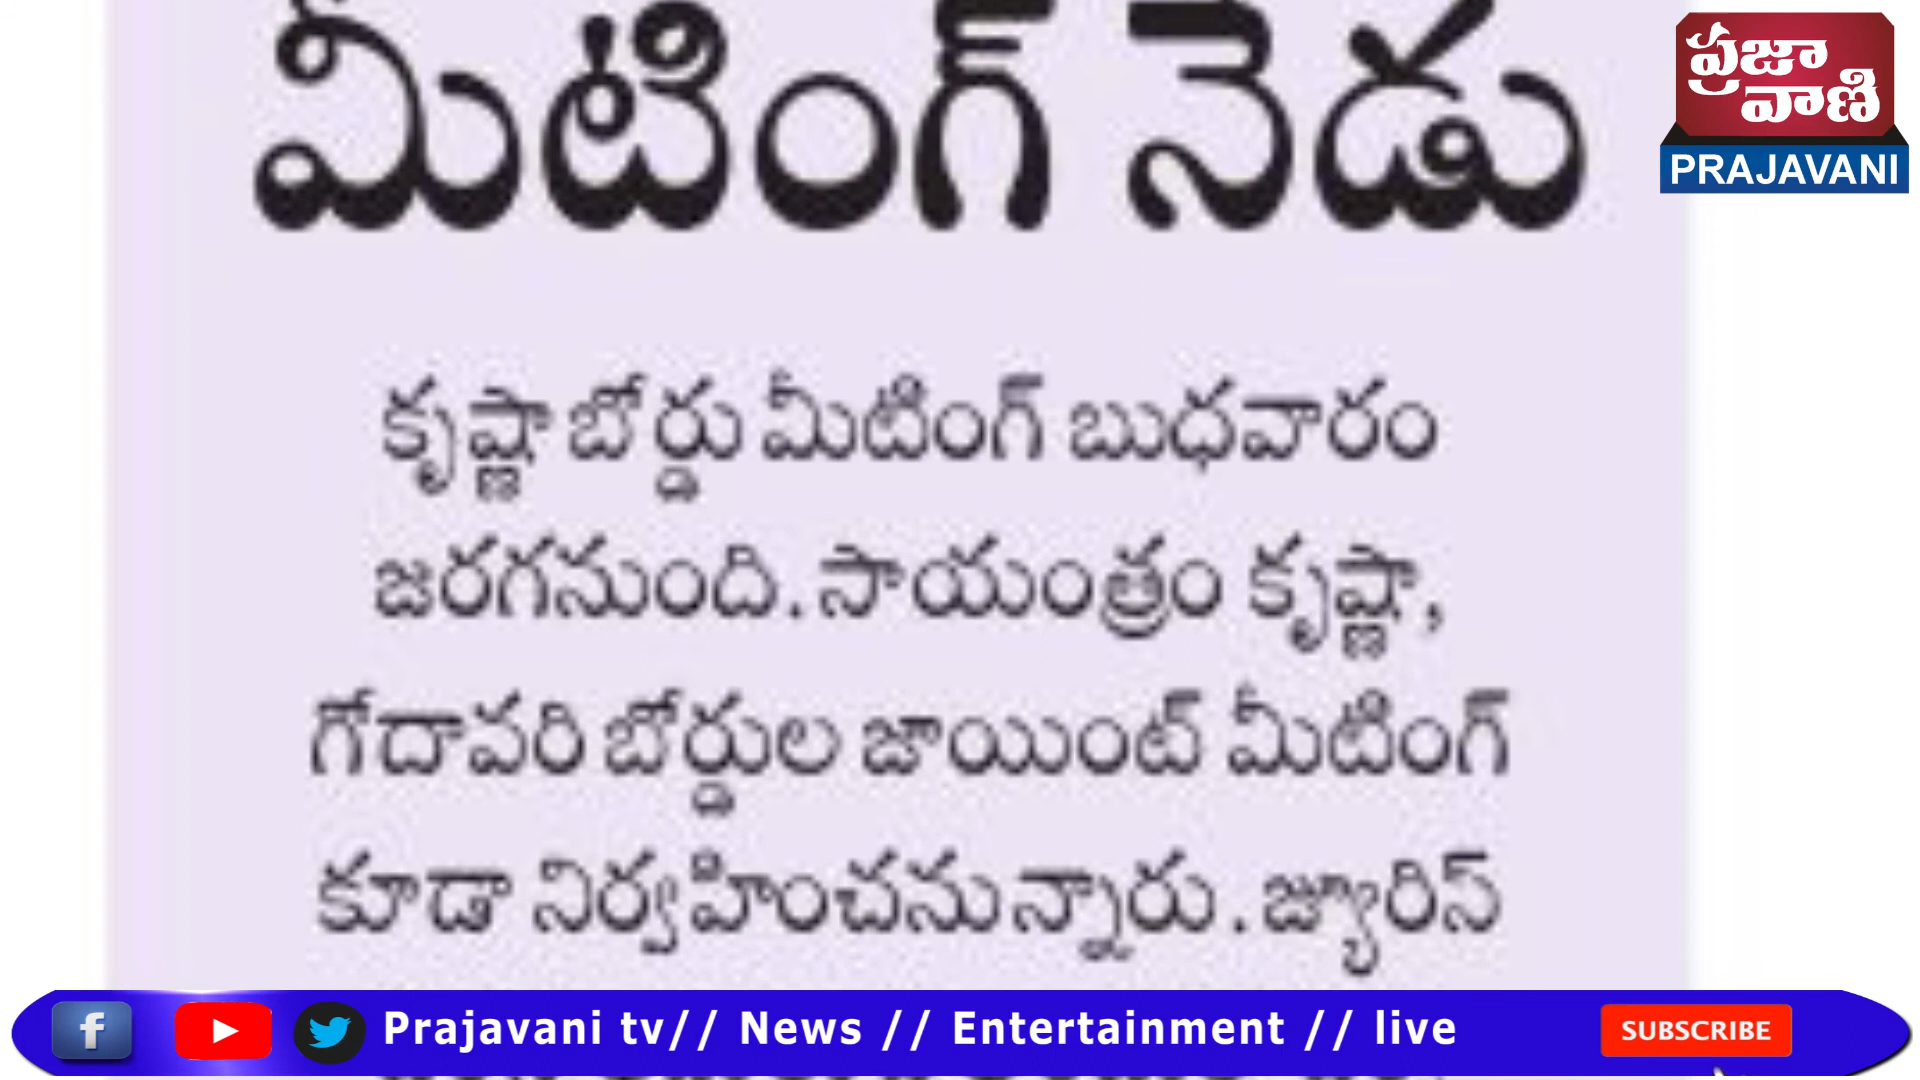 మీటింగ్ నేడు
ప్రజా
వాణి
PRAJAVANI
కృష్ణా బోర్డు మీటింగ్ బుధవారం
జరగనుంది. సాయంత్రం కృష్ణా,
గోదావరి బోర్డుల జాయింట్ మీటింగ్
కూడా నిర్వహించనున్నారు. జ్యూరిస్
Prajavani tv// News // Entertainment // live
SUBSCRIBE